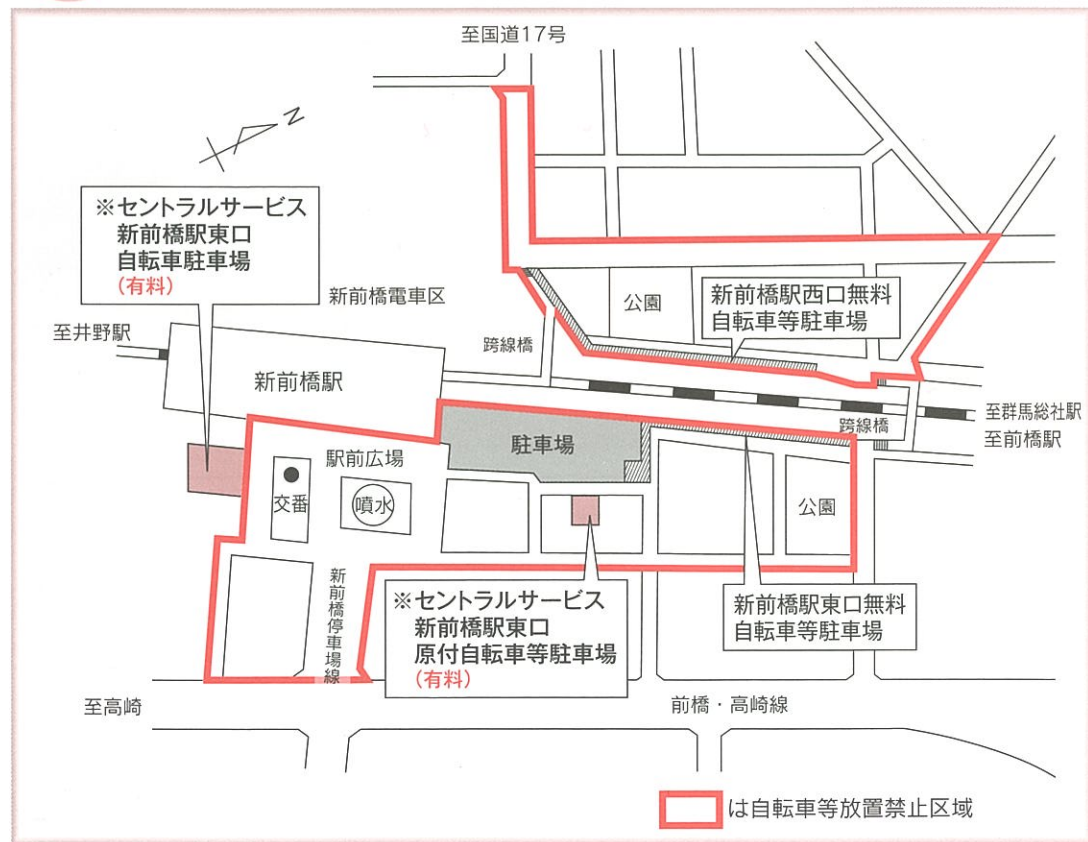 至国道17号
N
※セントラルサービス
新前橋駅東口
自転車駐車場
(有料)
新前橋電車区
公園
新前橋駅西口無料
自転車等駐車場
至井野駅
跨線橋
新前橋駅
至群馬総社駅
跨線橋
至前橋駅
駐車場
駅前広場
交番
噴水
公園
新前橋停車場線
※セントラルサービス
新前橋駅東口
原付自転車等駐車場
(有料)
新前橋駅東口無料
自転車等駐車場
至高崎
前橋・高崎線
は自転車等放置禁止区域